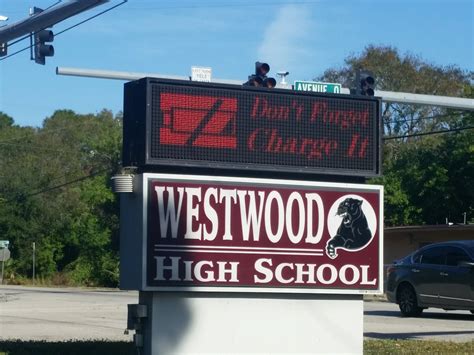 AVENUE Q
Don't Forget
Charge It
WESTWOOD
HIGH SCHOOL